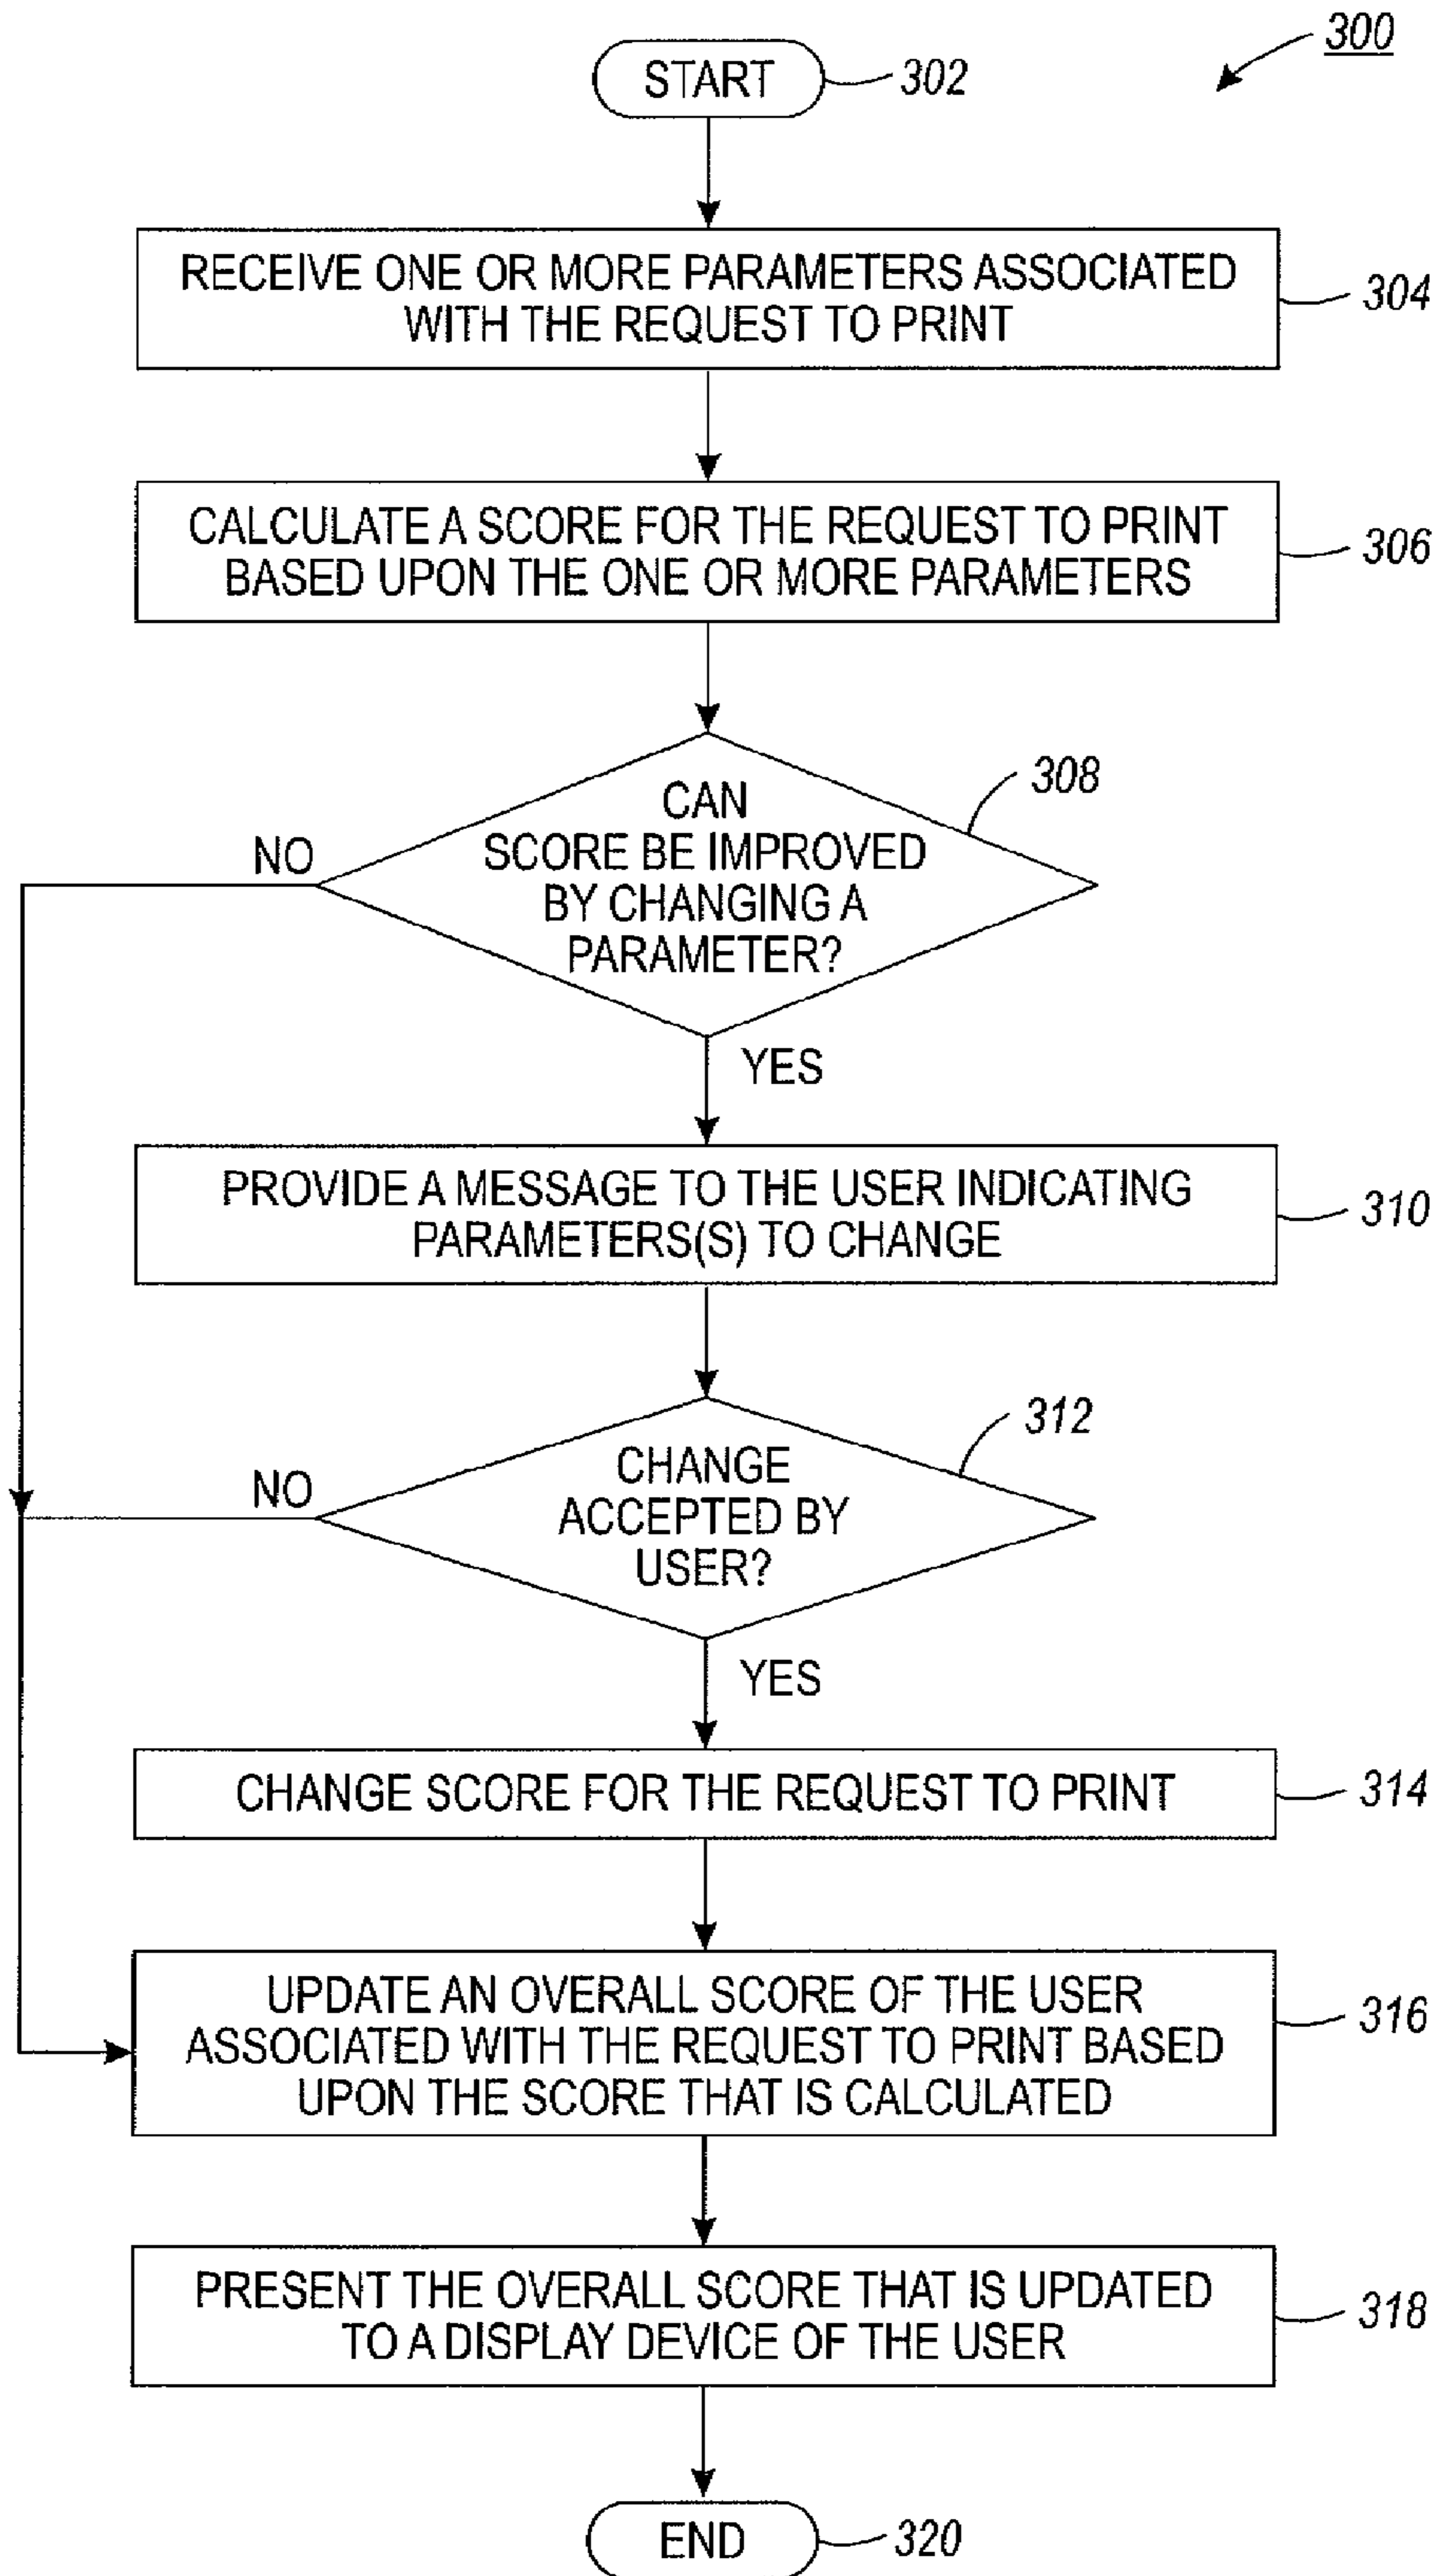 300
START
302
RECEIVE ONE OR MORE PARAMETERS ASSOCIATED
WITH THE REQUEST TO PRINT
304
CALCULATE A SCORE FOR THE REQUEST TO PRINT
BASED UPON THE ONE OR MORE PARAMETERS
306
CAN
SCORE BE IMPROVED
BY CHANGING A
PARAMETER?
308
NO
YES
PROVIDE A MESSAGE TO THE USER INDICATING
PARAMETERS(S) TO CHANGE
310
CHANGE
ACCEPTED BY
USER?
312
NO
YES
CHANGE SCORE FOR THE REQUEST TO PRINT
314
UPDATE AN OVERALL SCORE OF THE USER
ASSOCIATED WITH THE REQUEST TO PRINT BASED
UPON THE SCORE THAT IS CALCULATED
316
PRESENT THE OVERALL SCORE THAT IS UPDATED
TO A DISPLAY DEVICE OF THE USER
318
END
320